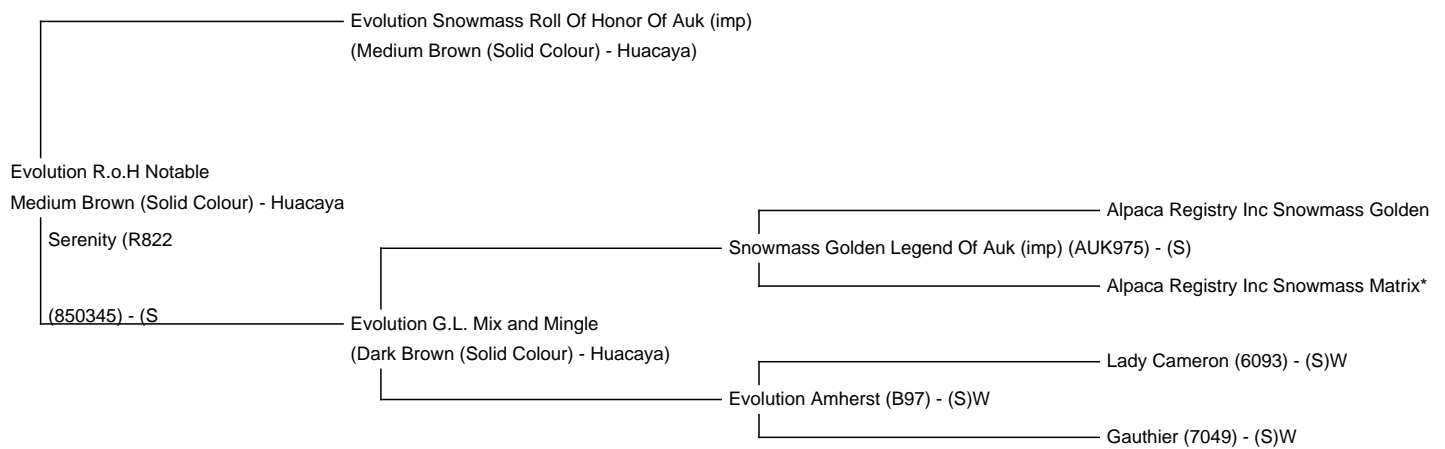 Evolution Snowmass Roll Of Honor Of Auk (imp)
(Medium Brown (Solid Colour) - Huacaya)
Evolution R.o.H Notable
Medium Brown (Solid Colour) - Huacaya
Serenity (R822
(850345) - (S
Alpaca Registry Inc Snowmass Golden
Snowmass Golden Legend Of Auk (imp) (AUK975) - (S)
Alpaca Registry Inc Snowmass Matrix*
Evolution G.L. Mix and Mingle
(Dark Brown (Solid Colour) - Huacaya)
Lady Cameron (6093) - (S)W
Evolution Amherst (B97) - (S)W
Gauthier (7049) - (S)W